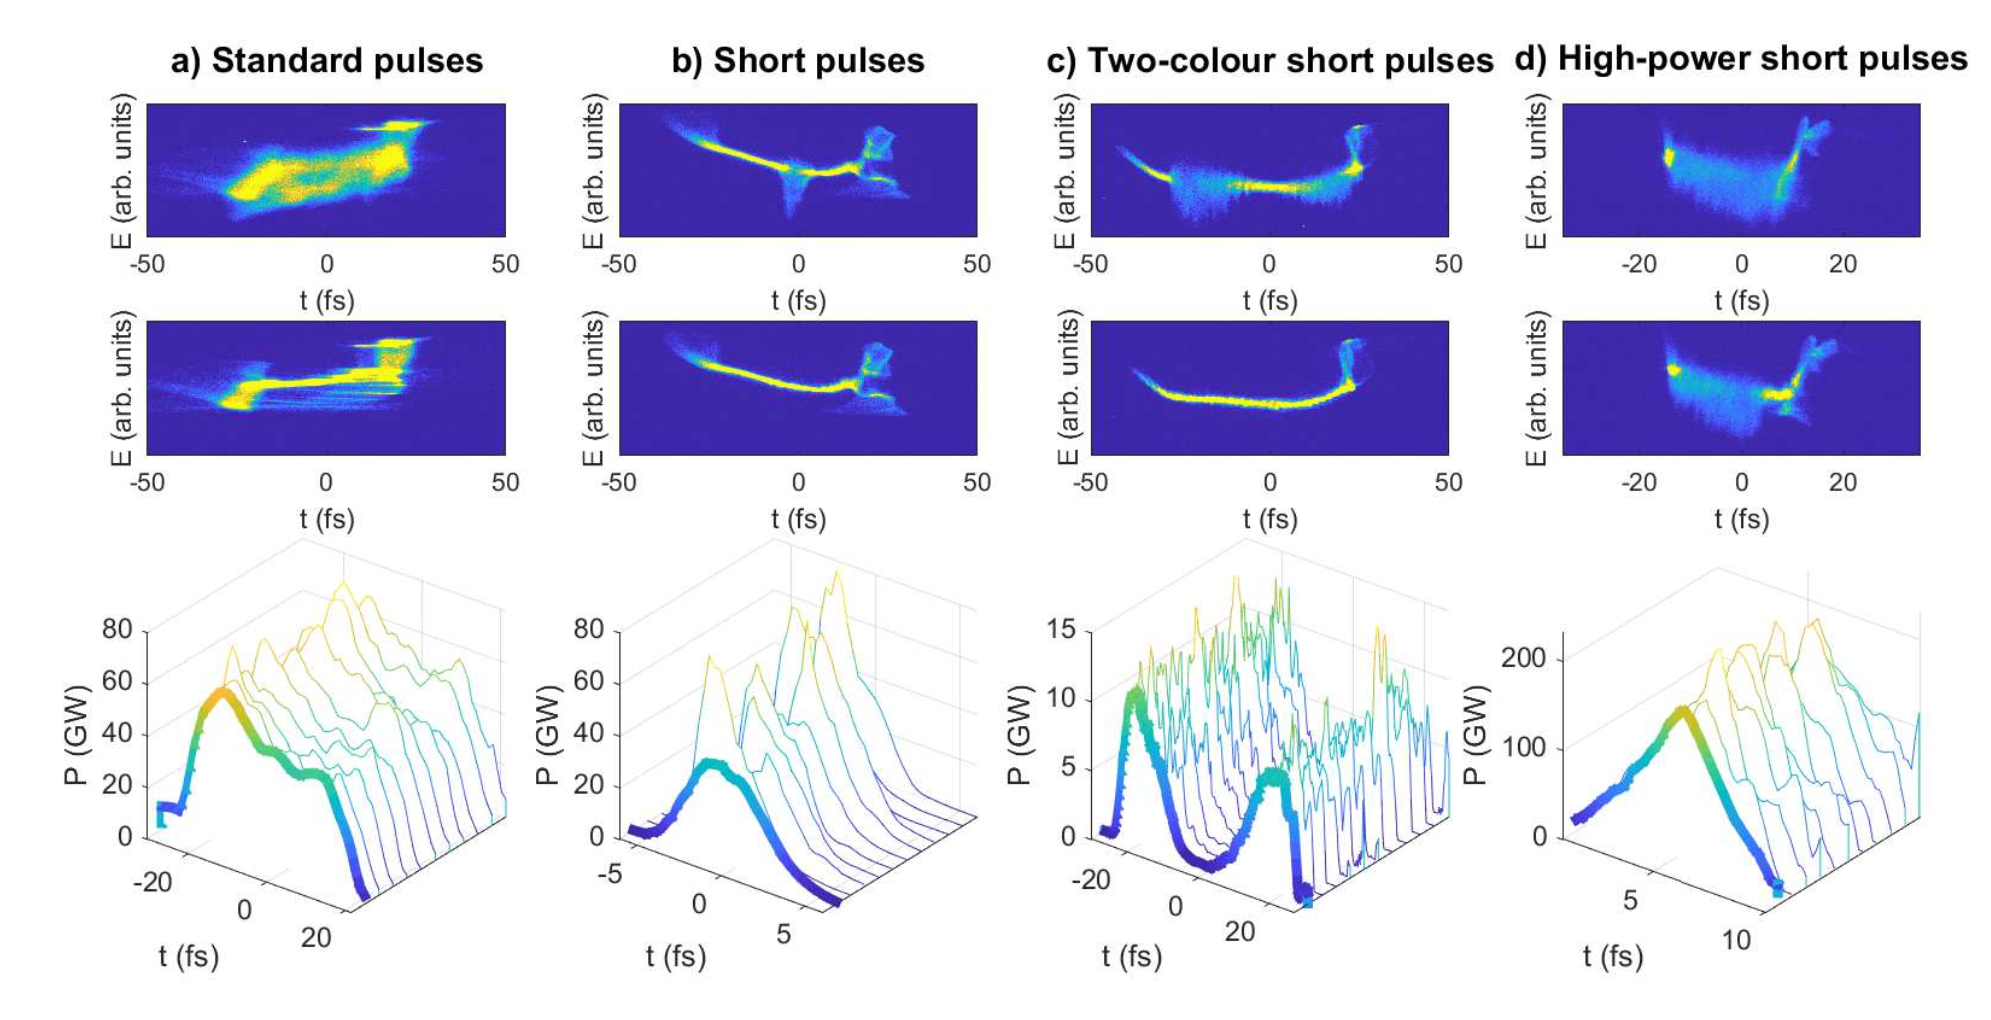 a) Standard pulses
b) Short pulses
c) Two-colour short pulses
d) High-power short pulses
E (arb. units)
-50 0 50
t (fs)
E (arb. units)
-50 0 50
t (fs)
E (arb. units)
-50 0 50
t (fs)
E (arb. units)
-20 0 20
t (fs)
E (arb. units)
-50 0 50
t (fs)
E (arb. units)
-50 0 50
t (fs)
E (arb. units)
-50 0 50
t (fs)
E (arb. units)
-20 0 20
t (fs)
P (GW)
80
60
40
20
0
-20
0
20
t (fs)
P (GW)
80
60
40
20
0
-5
0
5
t (fs)
P (GW)
15
10
5
0
-20
0
20
t (fs)
P (GW)
200
100
0
5
10
t (fs)